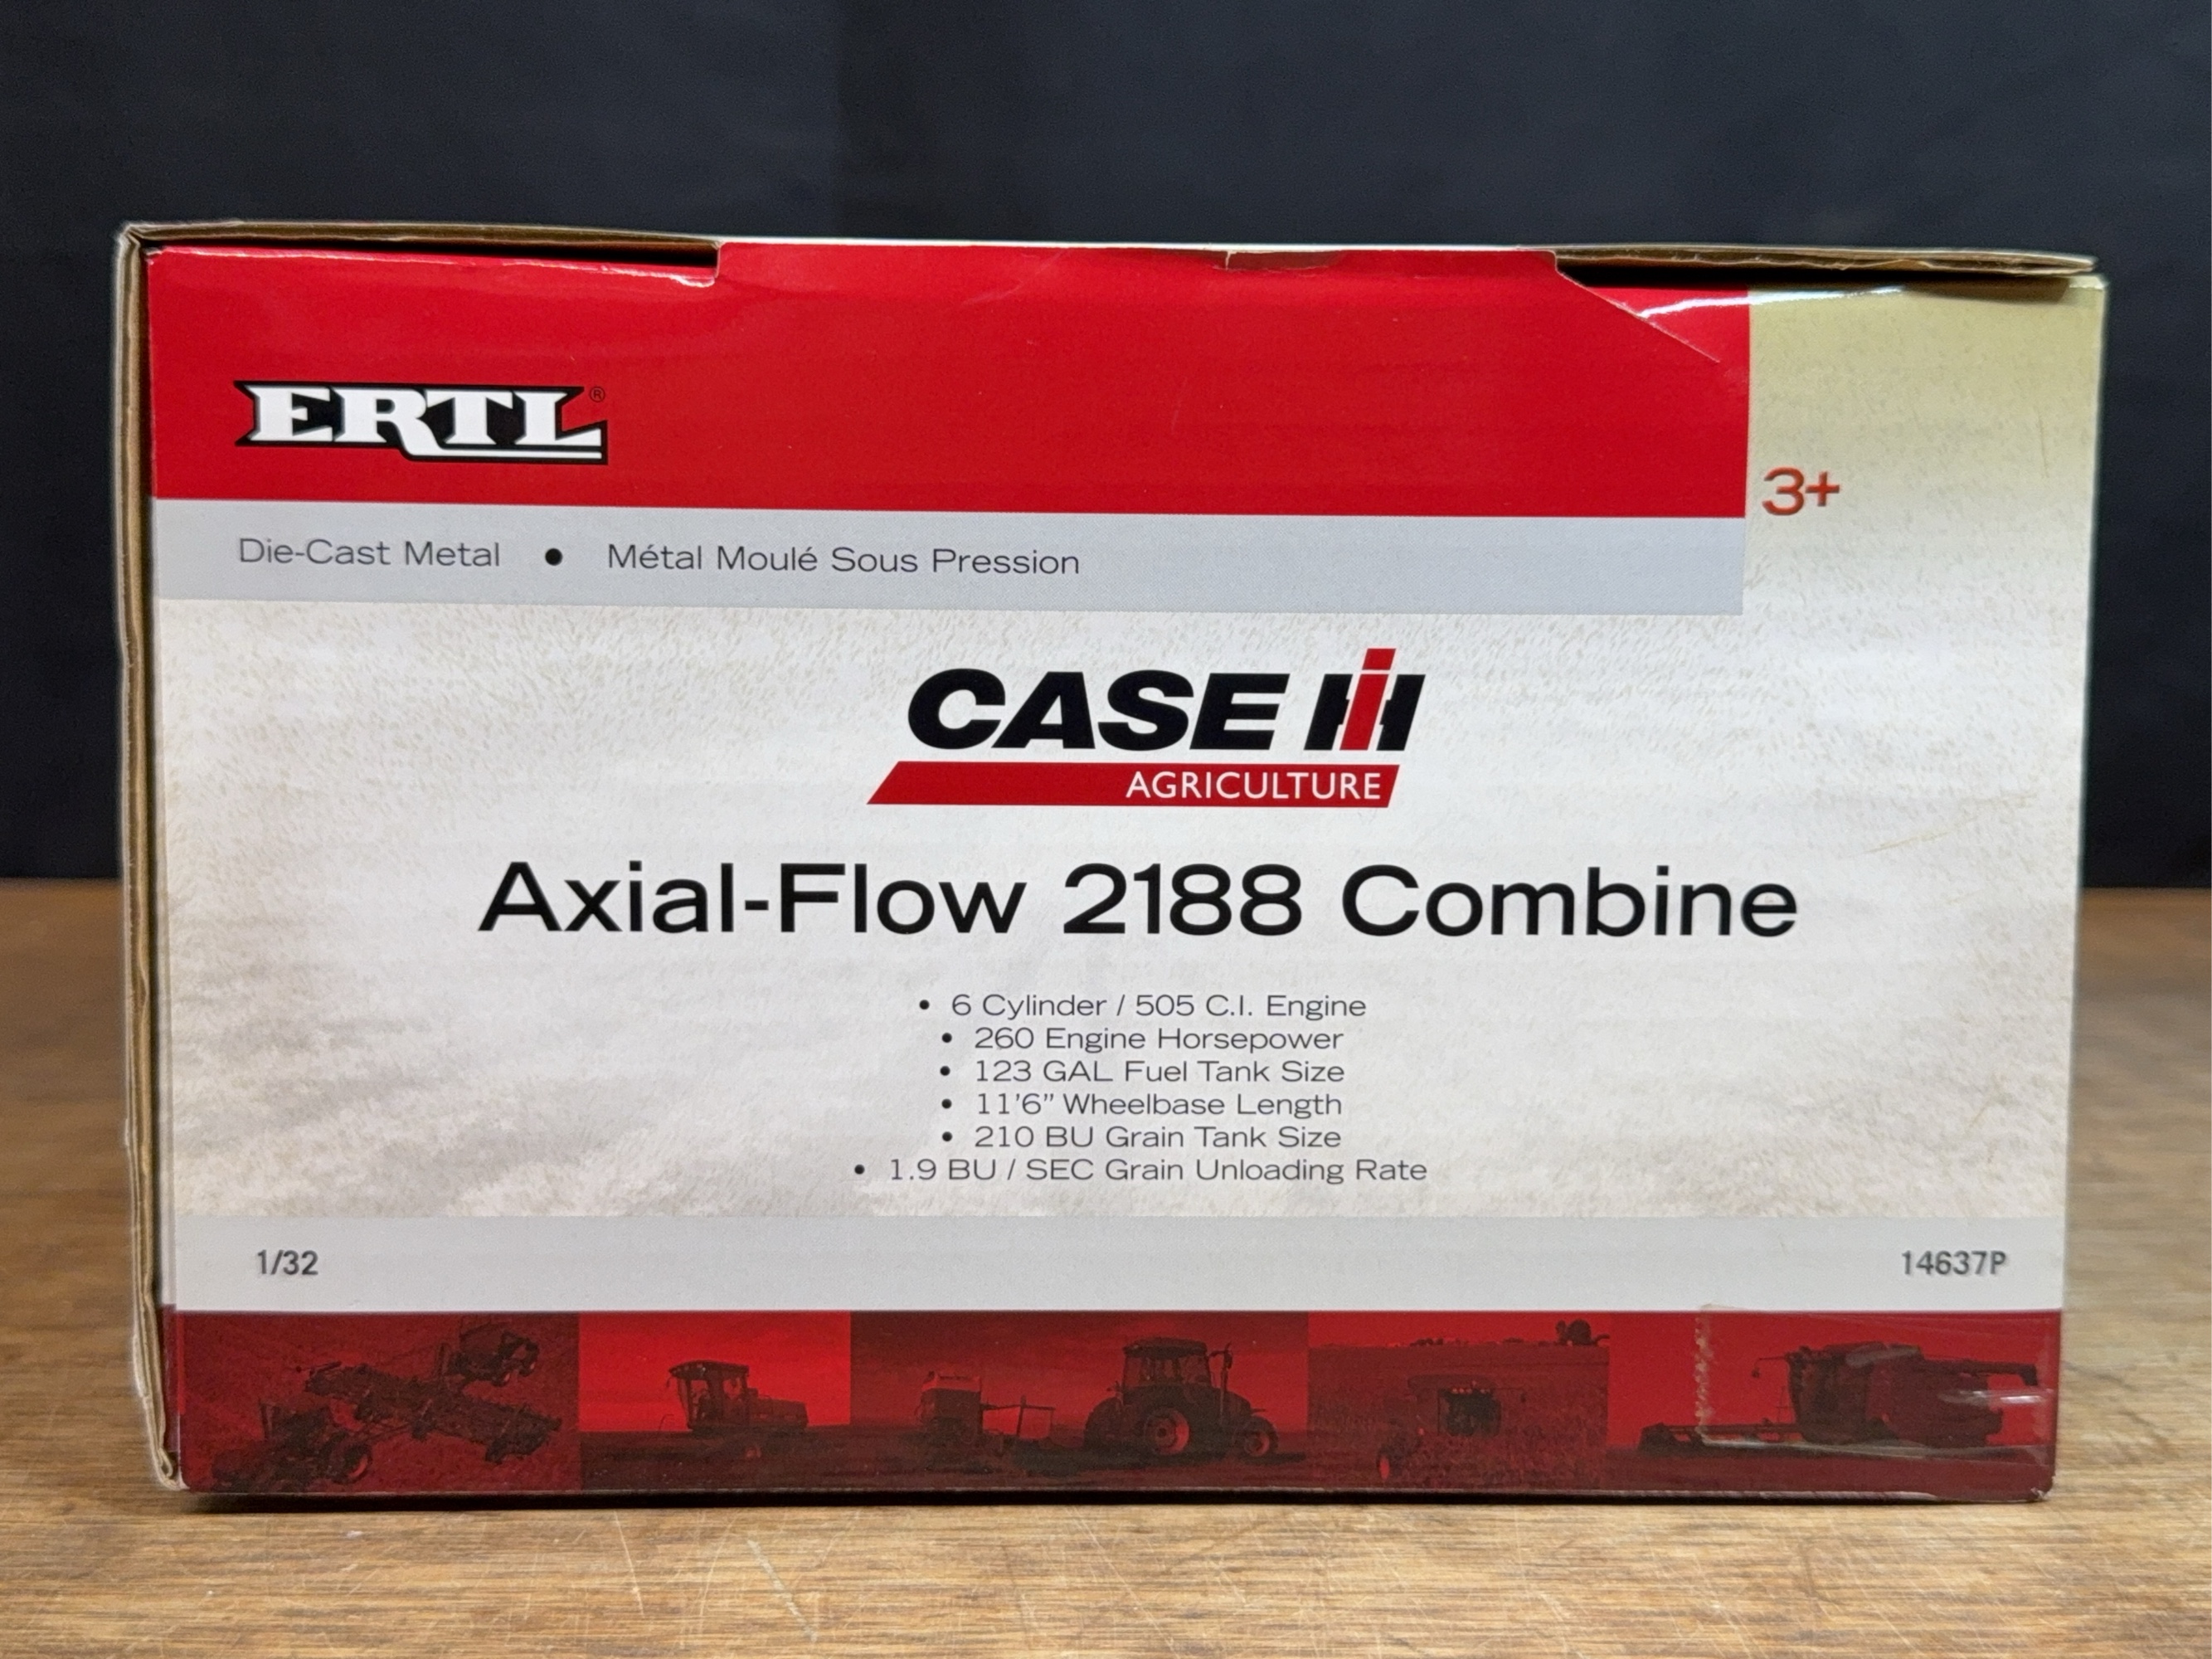 ERTL®
3+
Die-Cast Metal • Métal Moulé Sous Pression
CASE IH
AGRICULTURE
Axial-Flow 2188 Combine
• 6 Cylinder / 505 C.I. Engine
• 260 Engine Horsepower
• 123 GAL Fuel Tank Size
• 11'6” Wheelbase Length
• 210 BU Grain Tank Size
• 1.9 BU / SEC Grain Unloading Rate
1/32
14637P